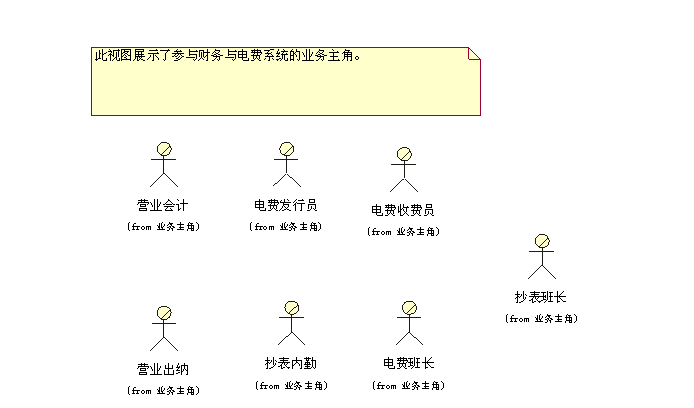 此视图展示了参与财务与电费系统的业务主角。
营业会计
(from 业务主角)
电费发行员
(from 业务主角)
电费收费员
(from 业务主角)
抄表班长
(from 业务主角)
营业出纳
(from 业务主角)
抄表内勤
(from 业务主角)
电费班长
(from 业务主角)